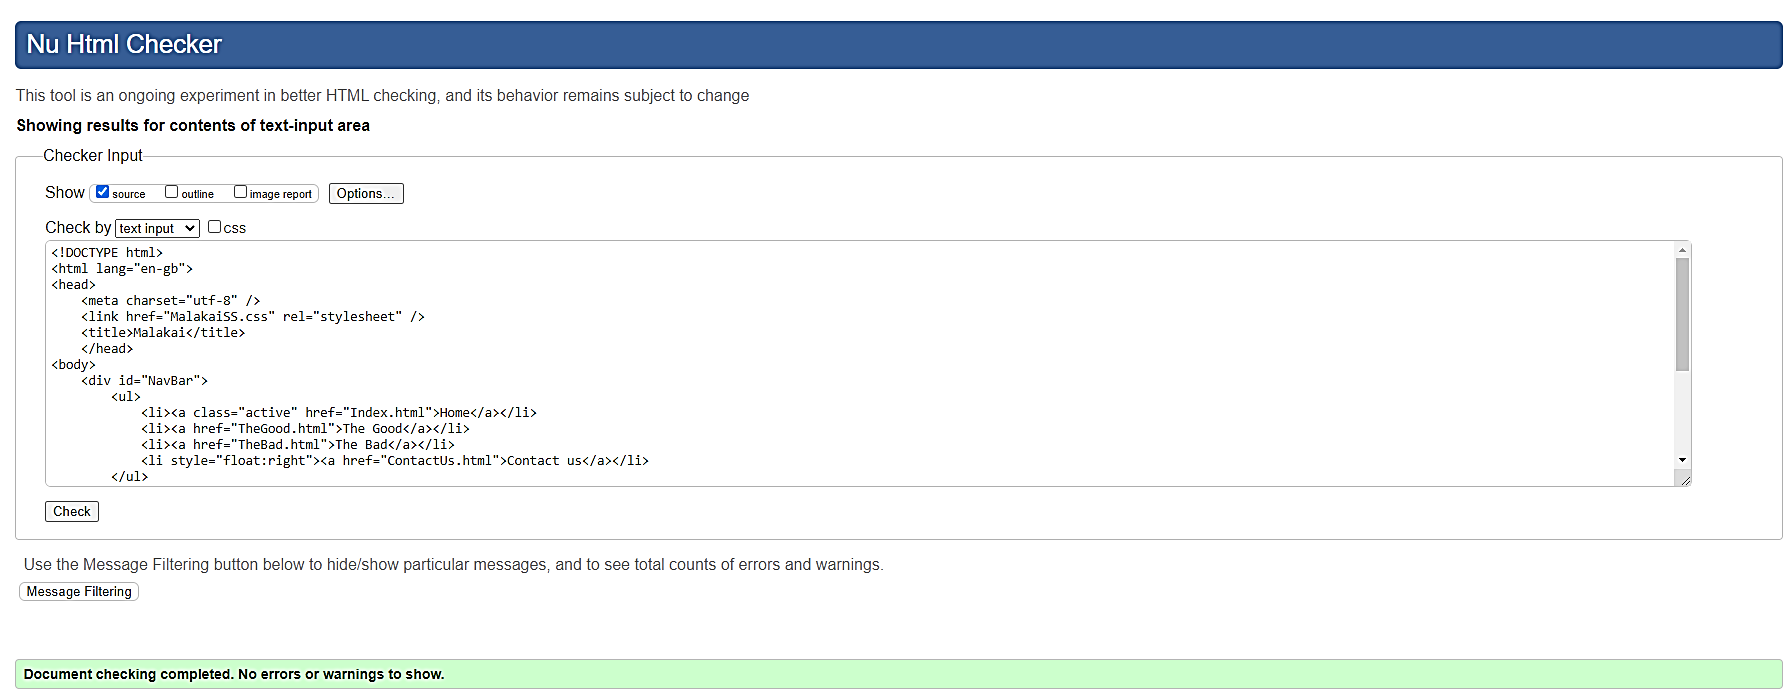 Nu Html Checker
This tool is an ongoing experiment in better HTML checking, and its behavior remains subject to change
Showing results for contents of text-input area
Checker Input
Show source outline image report Options...
Check by text input css
<!DOCTYPE html>
<html lang="en-gb">
<head>
    <meta charset="utf-8" />
    <link href="MalakaiSS.css" rel="stylesheet" />
    <title>Malakai</title>
    </head>
<body>
    <div id="NavBar">
        <ul>
            <li><a class="active" href="Index.html">Home</a></li>
            <li><a href="TheGood.html">The Good</a></li>
            <li><a href="TheBad.html">The Bad</a></li>
            <li style="float:right"><a href="ContactUs.html">Contact us</a></li>
        </ul>
Check
Use the Message Filtering button below to hide/show particular messages, and to see total counts of errors and warnings.
Message Filtering
Document checking completed. No errors or warnings to show.